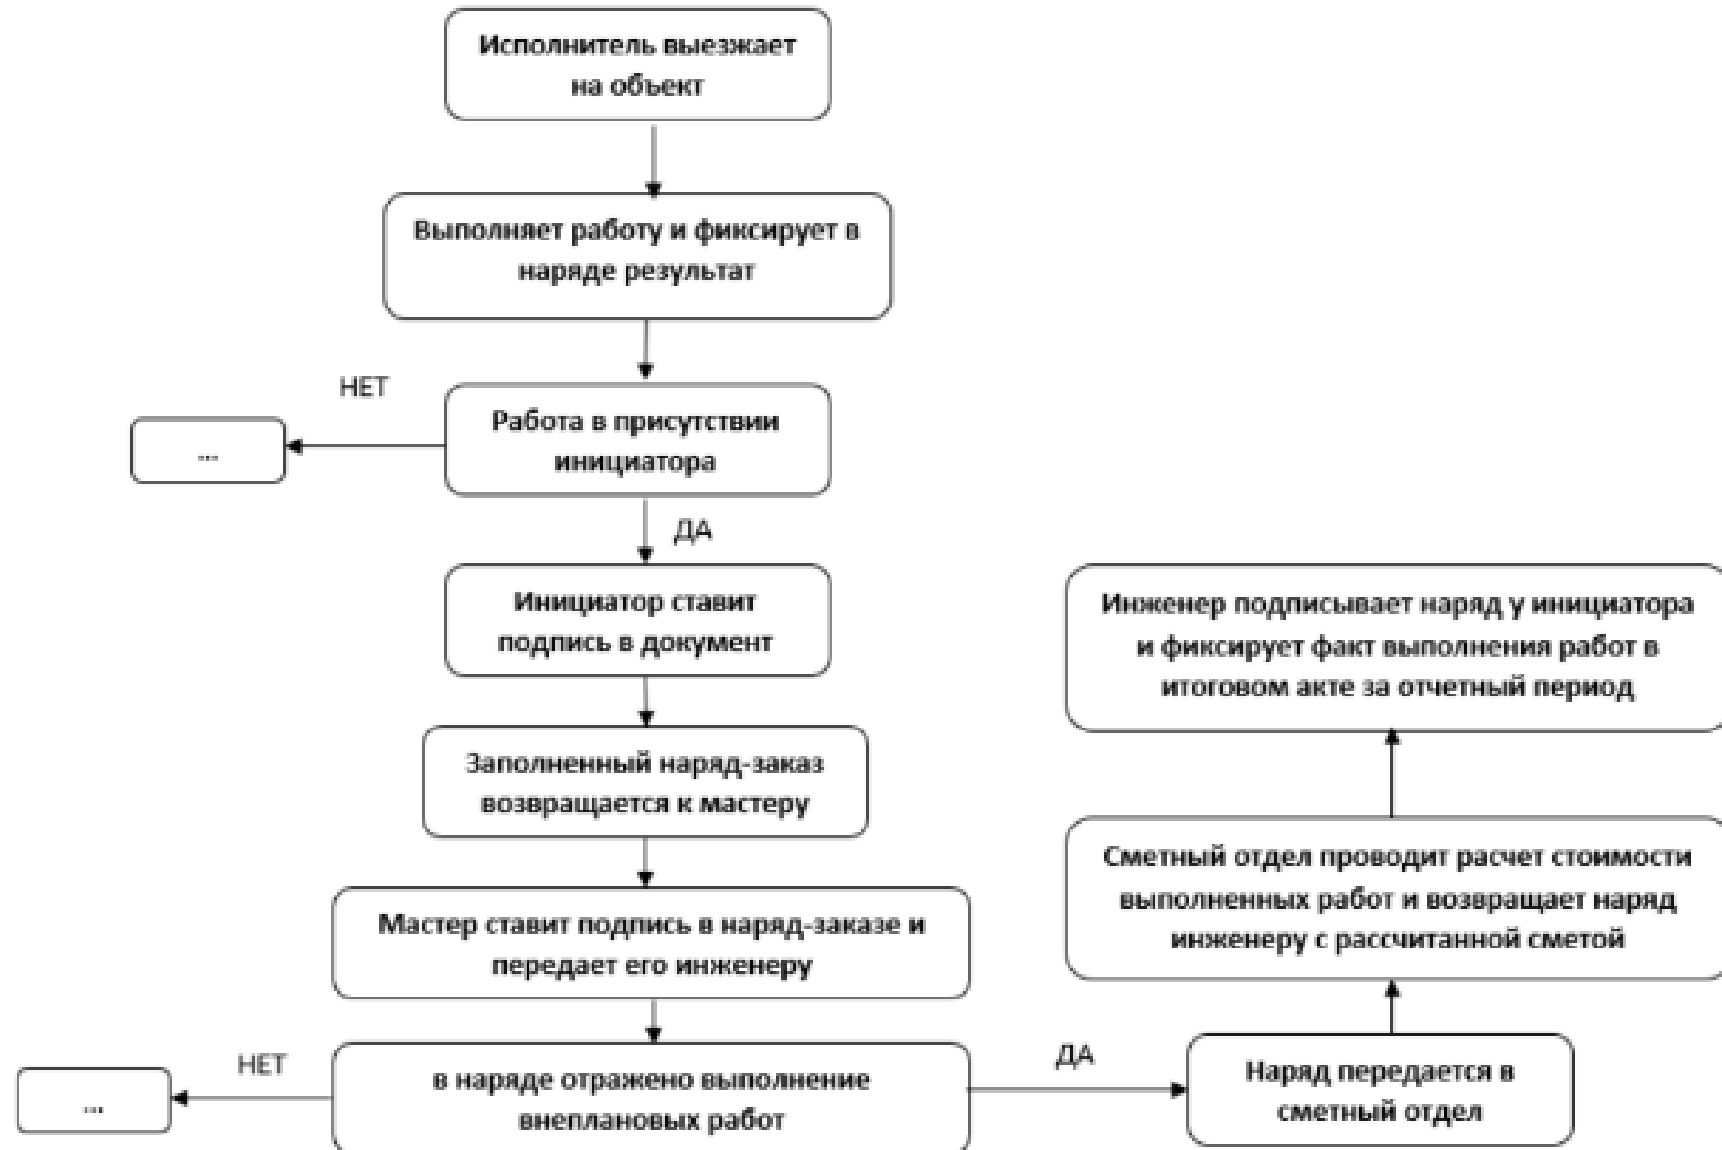 Исполнитель выезжает
на объект
Выполняет работу и фиксирует в
наряде результат
НЕТ
...
Работа в присутствии
инициатора
ДА
Инициатор ставит
подпись в документ
Заполненный наряд-заказ
возвращается к мастеру
Мастер ставит подпись в наряд-заказе и
передает его инженеру
НЕТ
...
в наряде отражено выполнение
внеплановых работ
ДА
Наряд передается в
сметный отдел
Сметный отдел проводит расчет стоимости
выполненных работ и возвращает наряд
инженеру с рассчитанной сметой
Инженер подписывает наряд у инициатора
и фиксирует факт выполнения работ в
итоговом акте за отчетный период